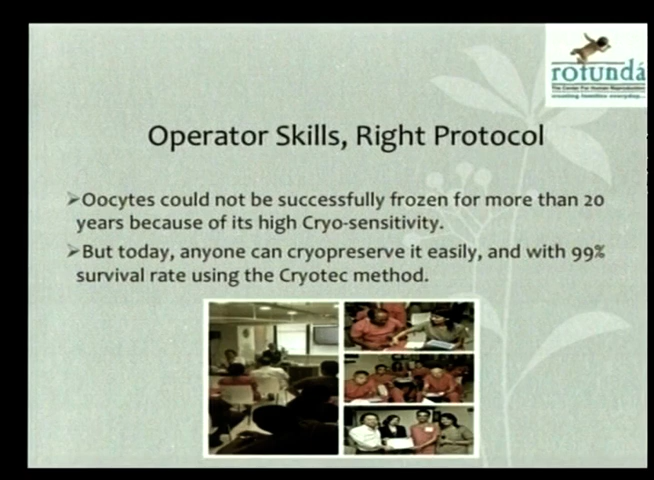 rotunda
The Center For Human Reproduction
creating families everyday...
Operator Skills, Right Protocol
➢Oocytes could not be successfully frozen for more than 20
years because of its high Cryo-sensitivity.
➢But today, anyone can cryopreserve it easily, and with 99%
survival rate using the Cryotec method.